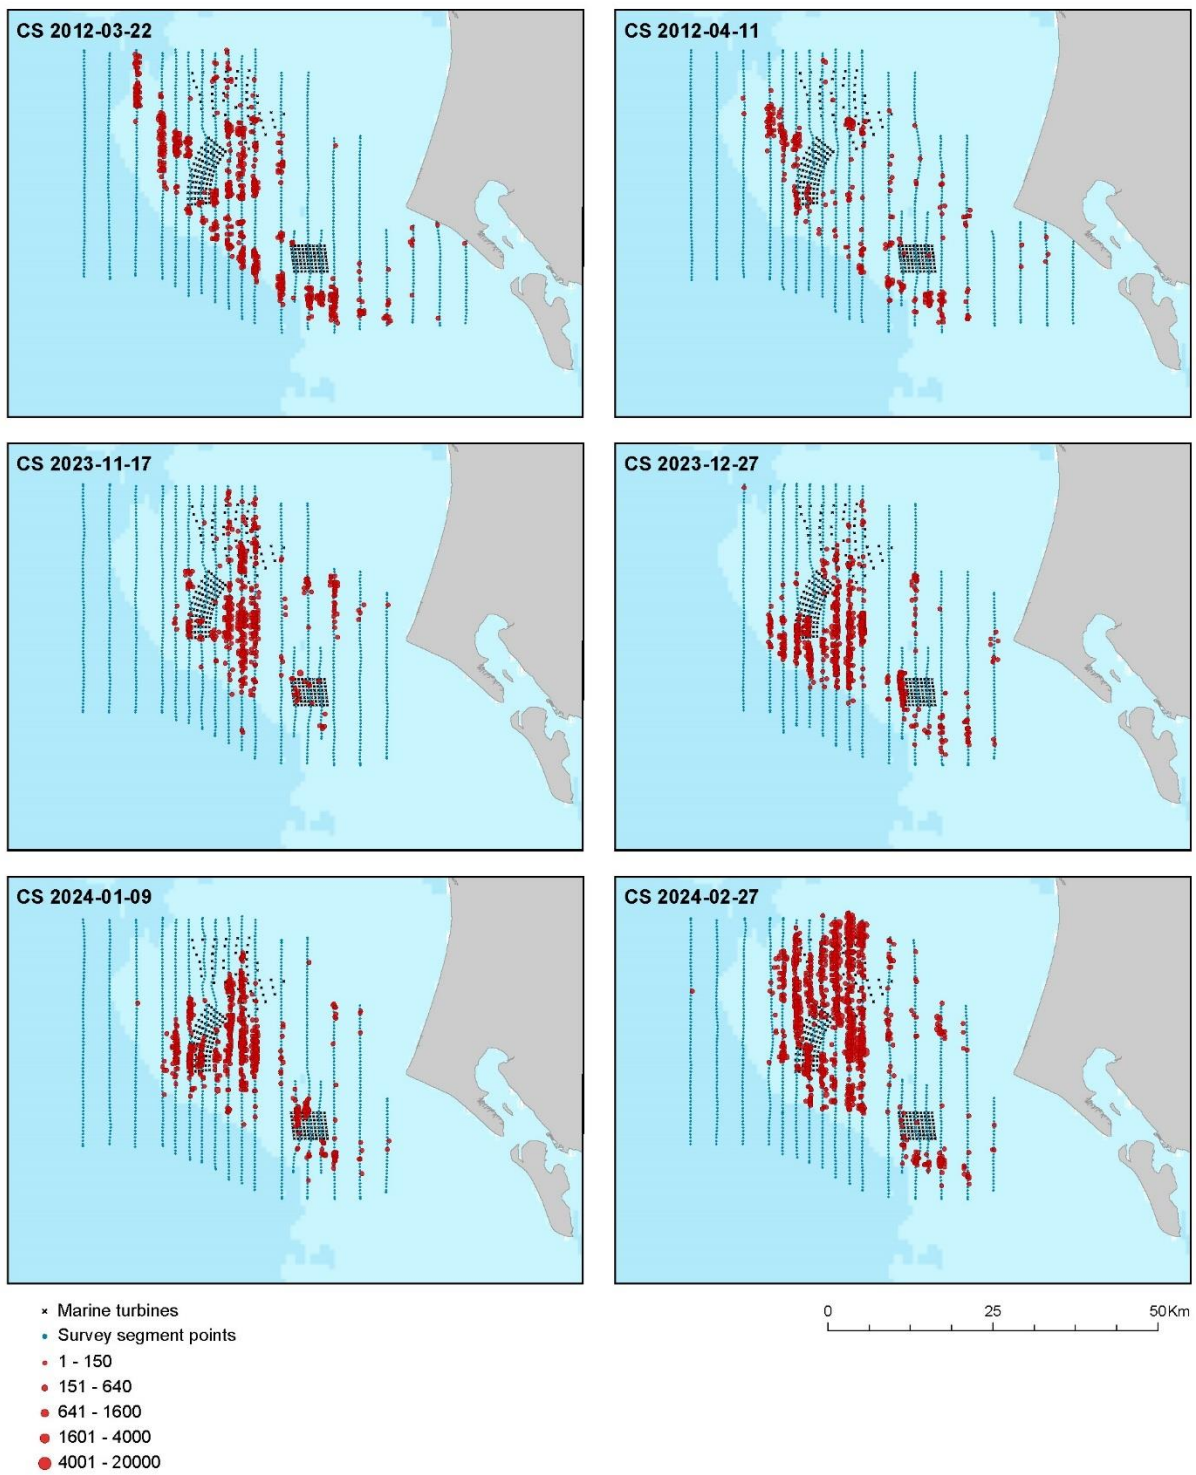 CS 2012-03-22
CS 2012-04-11
CS 2023-11-17
CS 2023-12-27
CS 2024-01-09
CS 2024-02-27
Marine turbines
Survey segment points
1 - 150
151 - 640
641 - 1600
1601 - 4000
4001 - 20000
0 25 50 Km